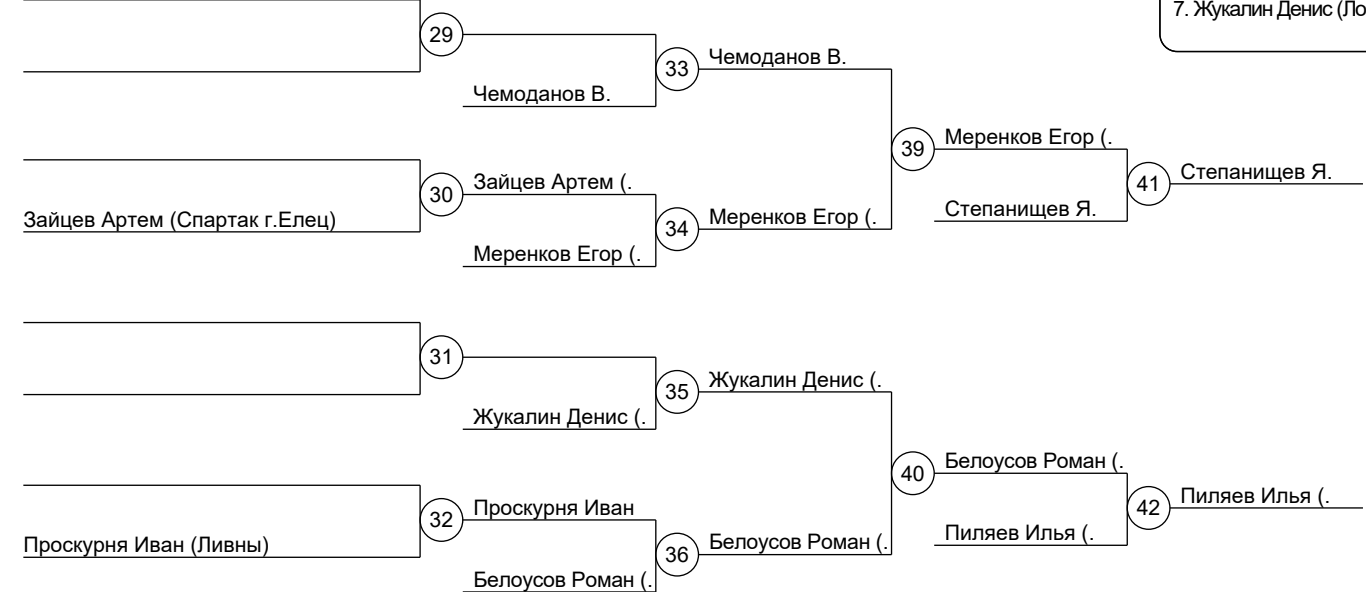 7. Жукалин Денис (Ло
29
Чемоданов В.
33
Чемоданов В.
39
Меренков Егор (.
30
Зайцев Артем (.
41
Степанищев Я.
Зайцев Артем (Спартак г.Елец)
34
Меренков Егор (.
Степанищев Я.
Меренков Егор (.
31
35
Жукалин Денис (.
Жукалин Денис (.
40
Белоусов Роман (.
32
Проскурня Иван
42
Пиляев Илья (.
Проскурня Иван (Ливны)
36
Белоусов Роман (.
Пиляев Илья (.
Белоусов Роман (.